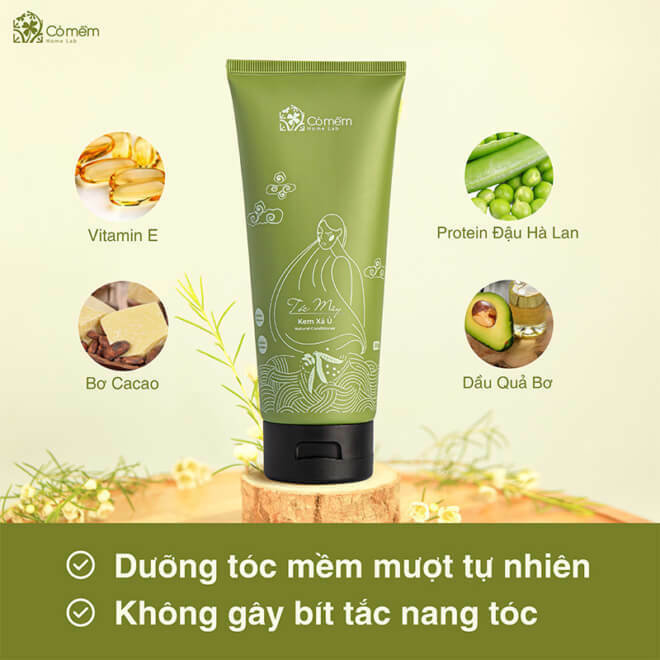 Cỏ mềm
Home Lab
Cỏ mềm
Home Lab
Vitamin E
Protein Đậu Hà Lan
Tóc Mây
Kem Xả Ủ
Natural Conditioner
Bơ Cacao
Dầu Quả Bơ
Dưỡng tóc mềm mượt tự nhiên
Không gây bít tắc nang tóc